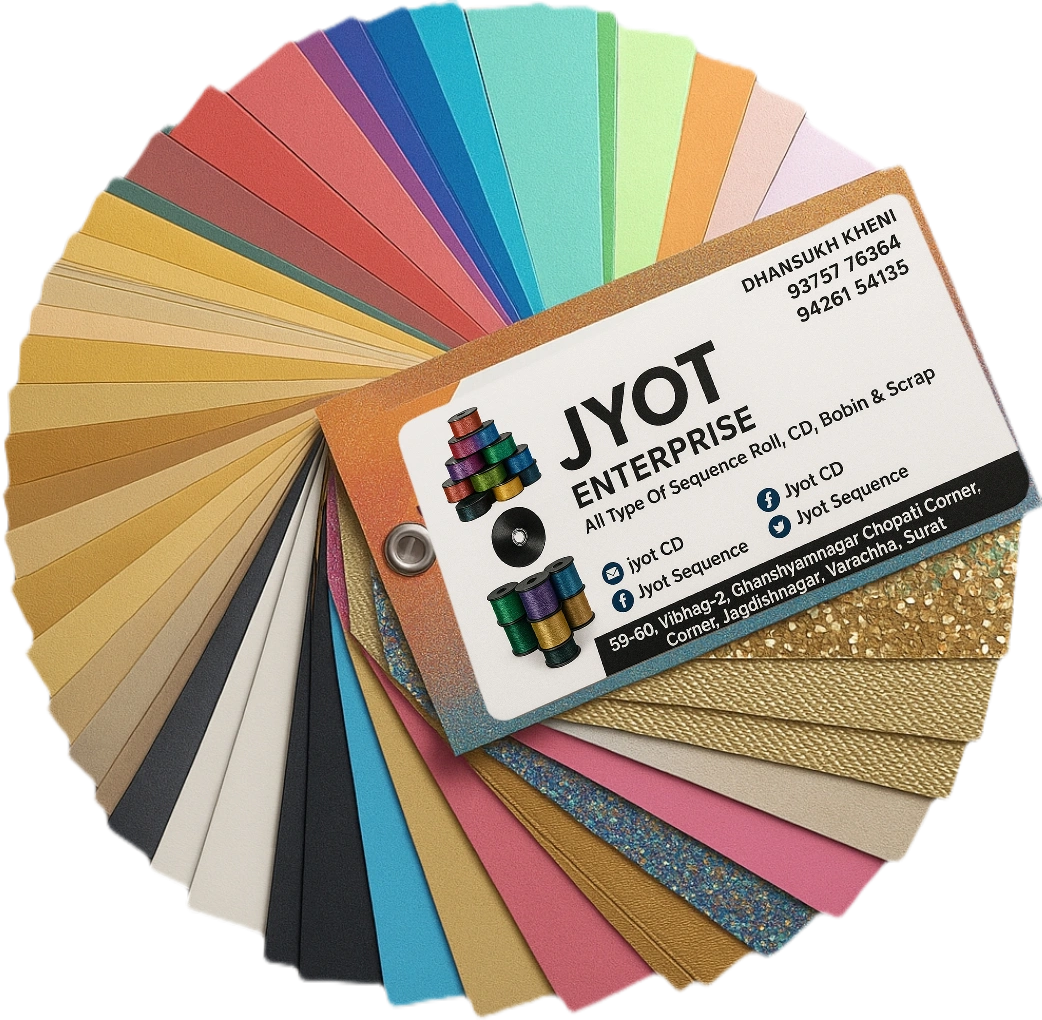 DHANSUKH KHENI
93757 76364
94261 54135
JYOT
ENTERPRISE
All Type Of Sequence Roll, CD, Bobin & Scrap
jyot CD
Jyot CD
Jyot Sequence
Jyot Sequence
59-60, Vibhag-2, Ghanshyamnagar Chopati Corner,
Corner, Jagdishnagar, Varachha, Surat